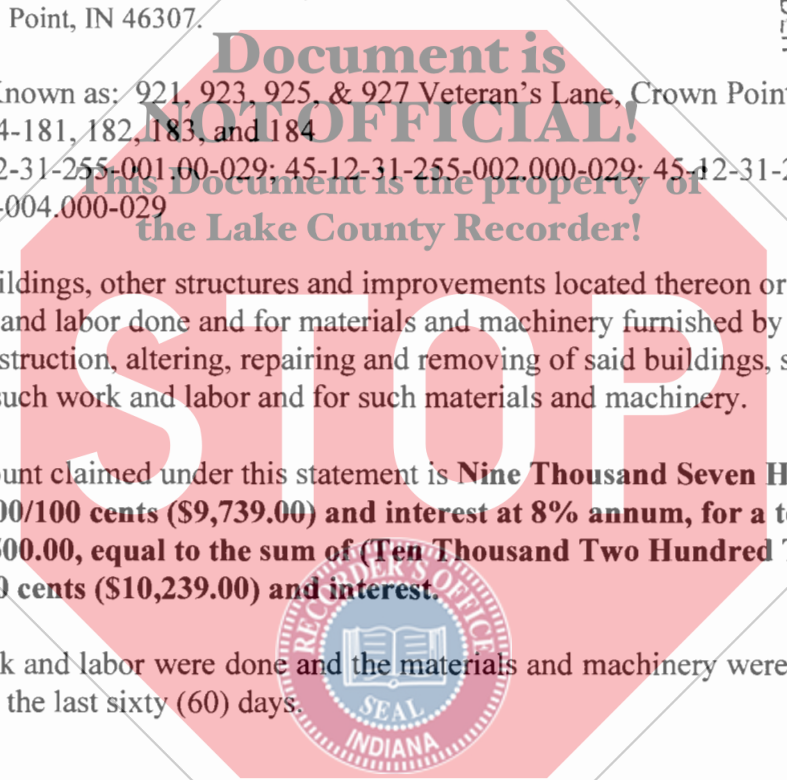 Point, IN 46307.
Document is
Known as: 921, 923, 925, & 927 Veteran's Lane, Crown Point
NOT OFFICIAL!
4-181, 182, 183, and 184
2-31-255-001.00-029; 45-12-31-255-002.000-029; 45-12-31-2
This Document is the property of
-004.000-029
the Lake County Recorder!
ildings, other structures and improvements located thereon or
and labor done and for materials and machinery furnished by
struction, altering, repairing and removing of said buildings, s
such work and labor and for such materials and machinery.
STOP
unt claimed under this statement is Nine Thousand Seven H
00/100 cents ($9,739.00) and interest at 8% annum, for a t
500.00, equal to the sum of (Ten Thousand Two Hundred T
0 cents ($10,239.00) and interest.
RECORDER'S OFFICE
k and labor were done and the materials and machinery were
the last sixty (60) days.
SEAL
INDIANA